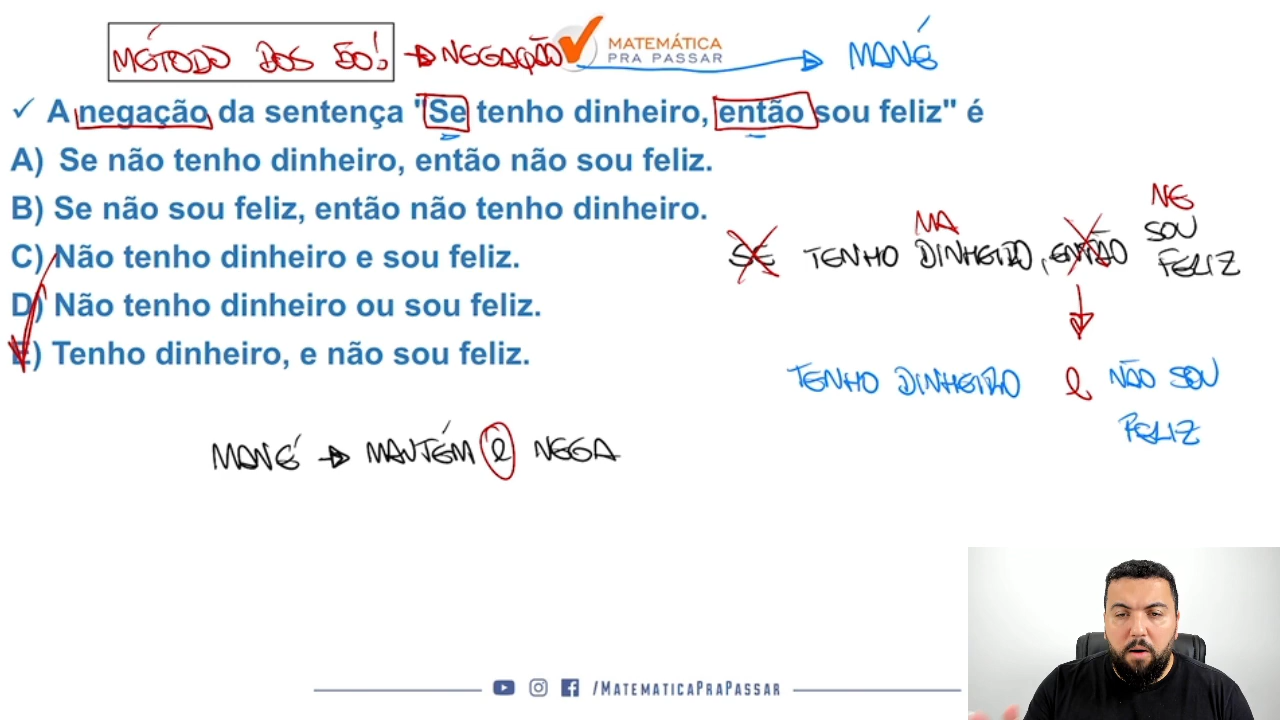 MÉTODO DOS 50! → NEGAÇÃO
MATEMÁTICA
PRA PASSAR
MANÉ
✓ A negação da sentença "Se tenho dinheiro, então sou feliz" é
A) Se não tenho dinheiro, então não sou feliz.
B) Se não sou feliz, então não tenho dinheiro.
C) Não tenho dinheiro e sou feliz.
D) Não tenho dinheiro ou sou feliz.
E) Tenho dinheiro, e não sou feliz.
MA
NE
SE TENHO DINHEIRO, ENTÃO SOU
FELIZ
TENHO DINHEIRO e NÃO SOU
FELIZ
MANÉ → MANTÉM e NEGA
/MATEMATICAPRAPASSAR